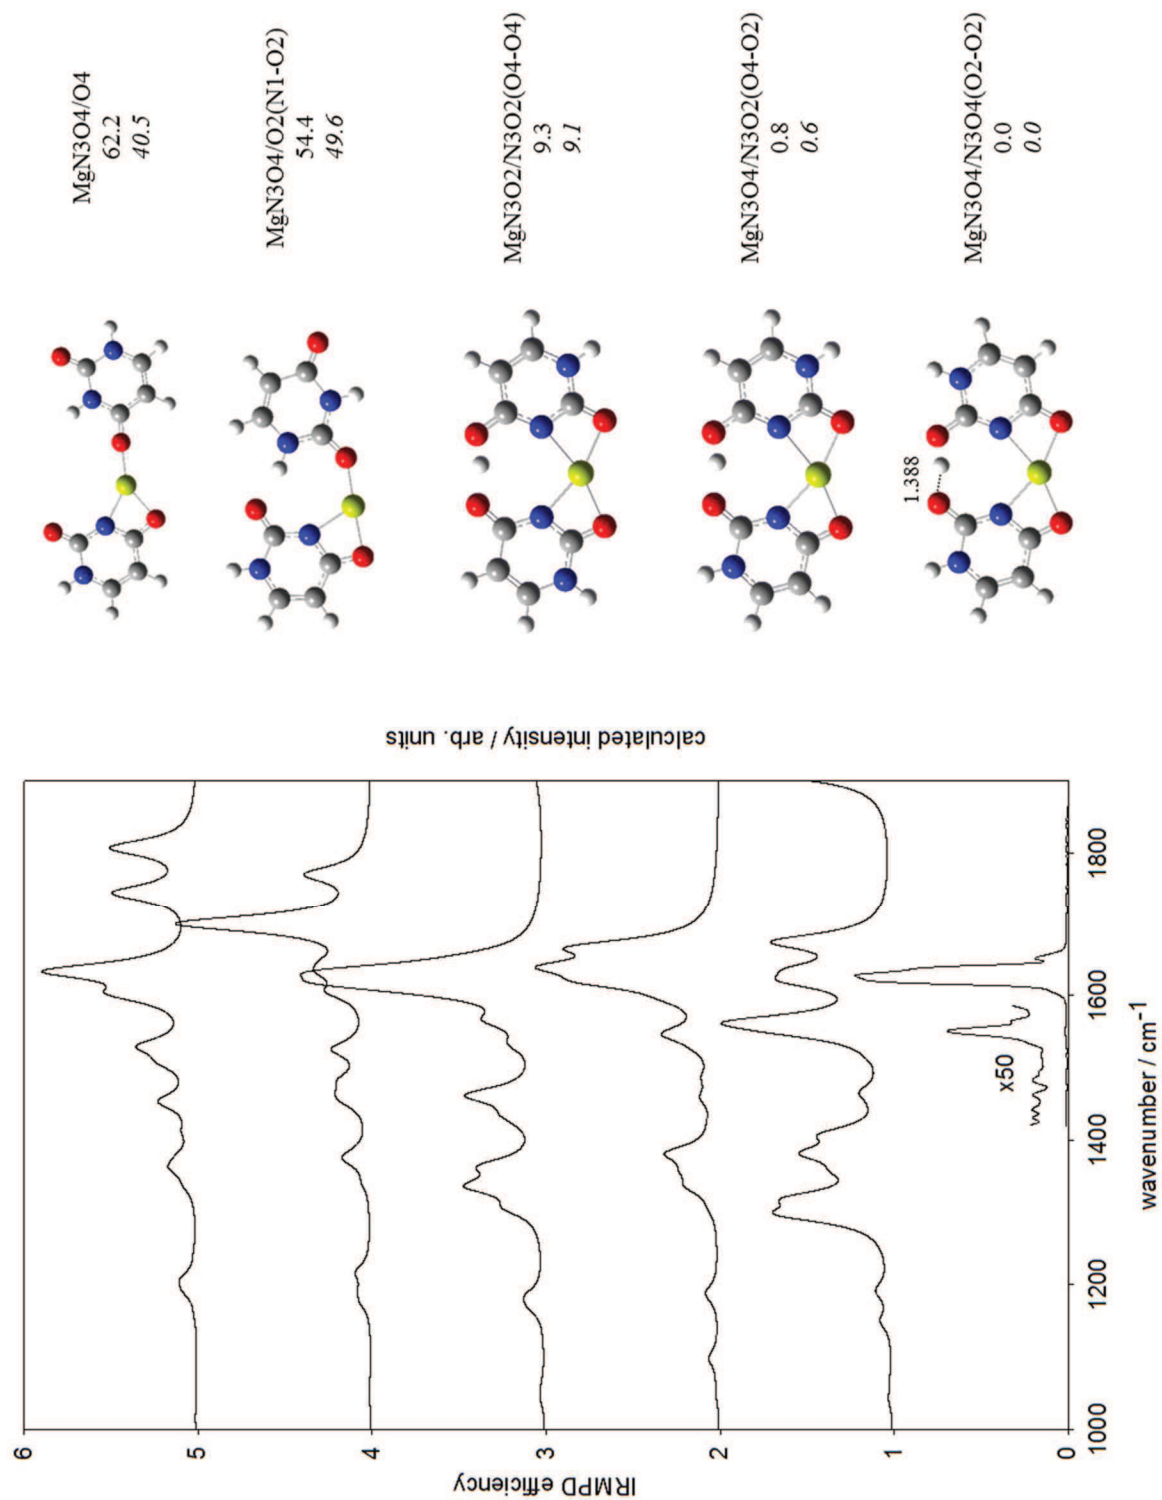 MgN3O4/O4
62.2
40.5
MgN3O4/O2(N1-O2)
54.4
49.6
MgN3O2/N3O2(O4-O4)
9.3
9.1
MgN3O4/N3O2(O4-O2)
0.8
0.6
MgN3O4/N3O4(O2-O2)
0.0
0.0
1.388
calculated intensity / arb. units
IRMPD efficiency
6
5
4
3
2
1
0
x50
1000
1200
1400
1600
1800
wavenumber / cm⁻¹